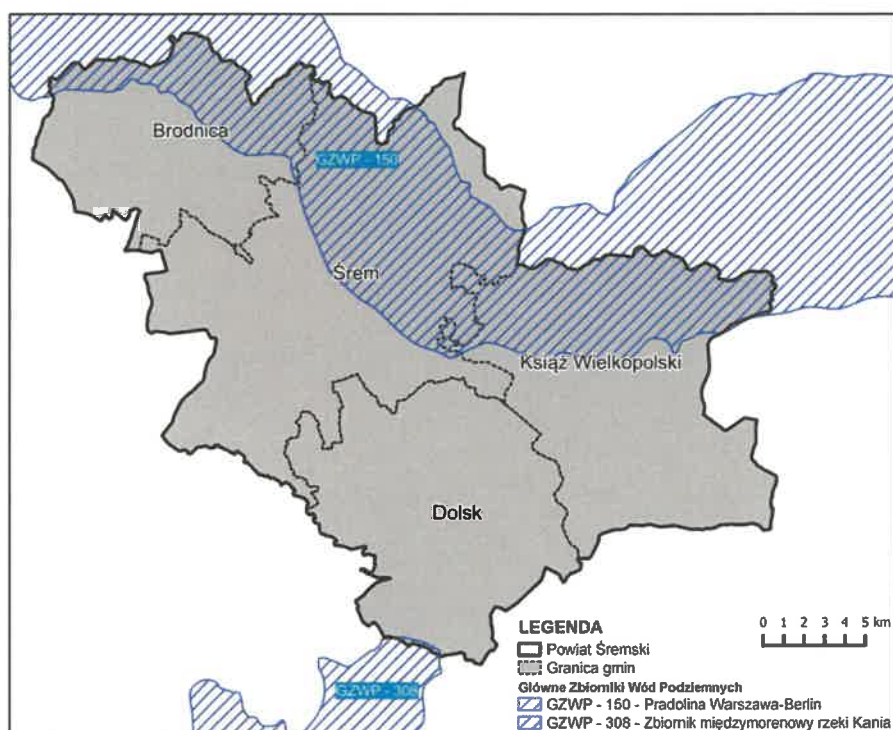 Brodnica
GZWP - 150
Śrem
Książ Wielkopolski
Dolsk
GZWP - 308
LEGENDA
Powiat Śremski
Granica gmin
Główne Zbiorniki Wód Podziemnych
GZWP - 150 - Pradolina Warszawa-Berlin
GZWP - 308 - Zbiornik międzymorenowy rzeki Kania
0 1 2 3 4 5 km